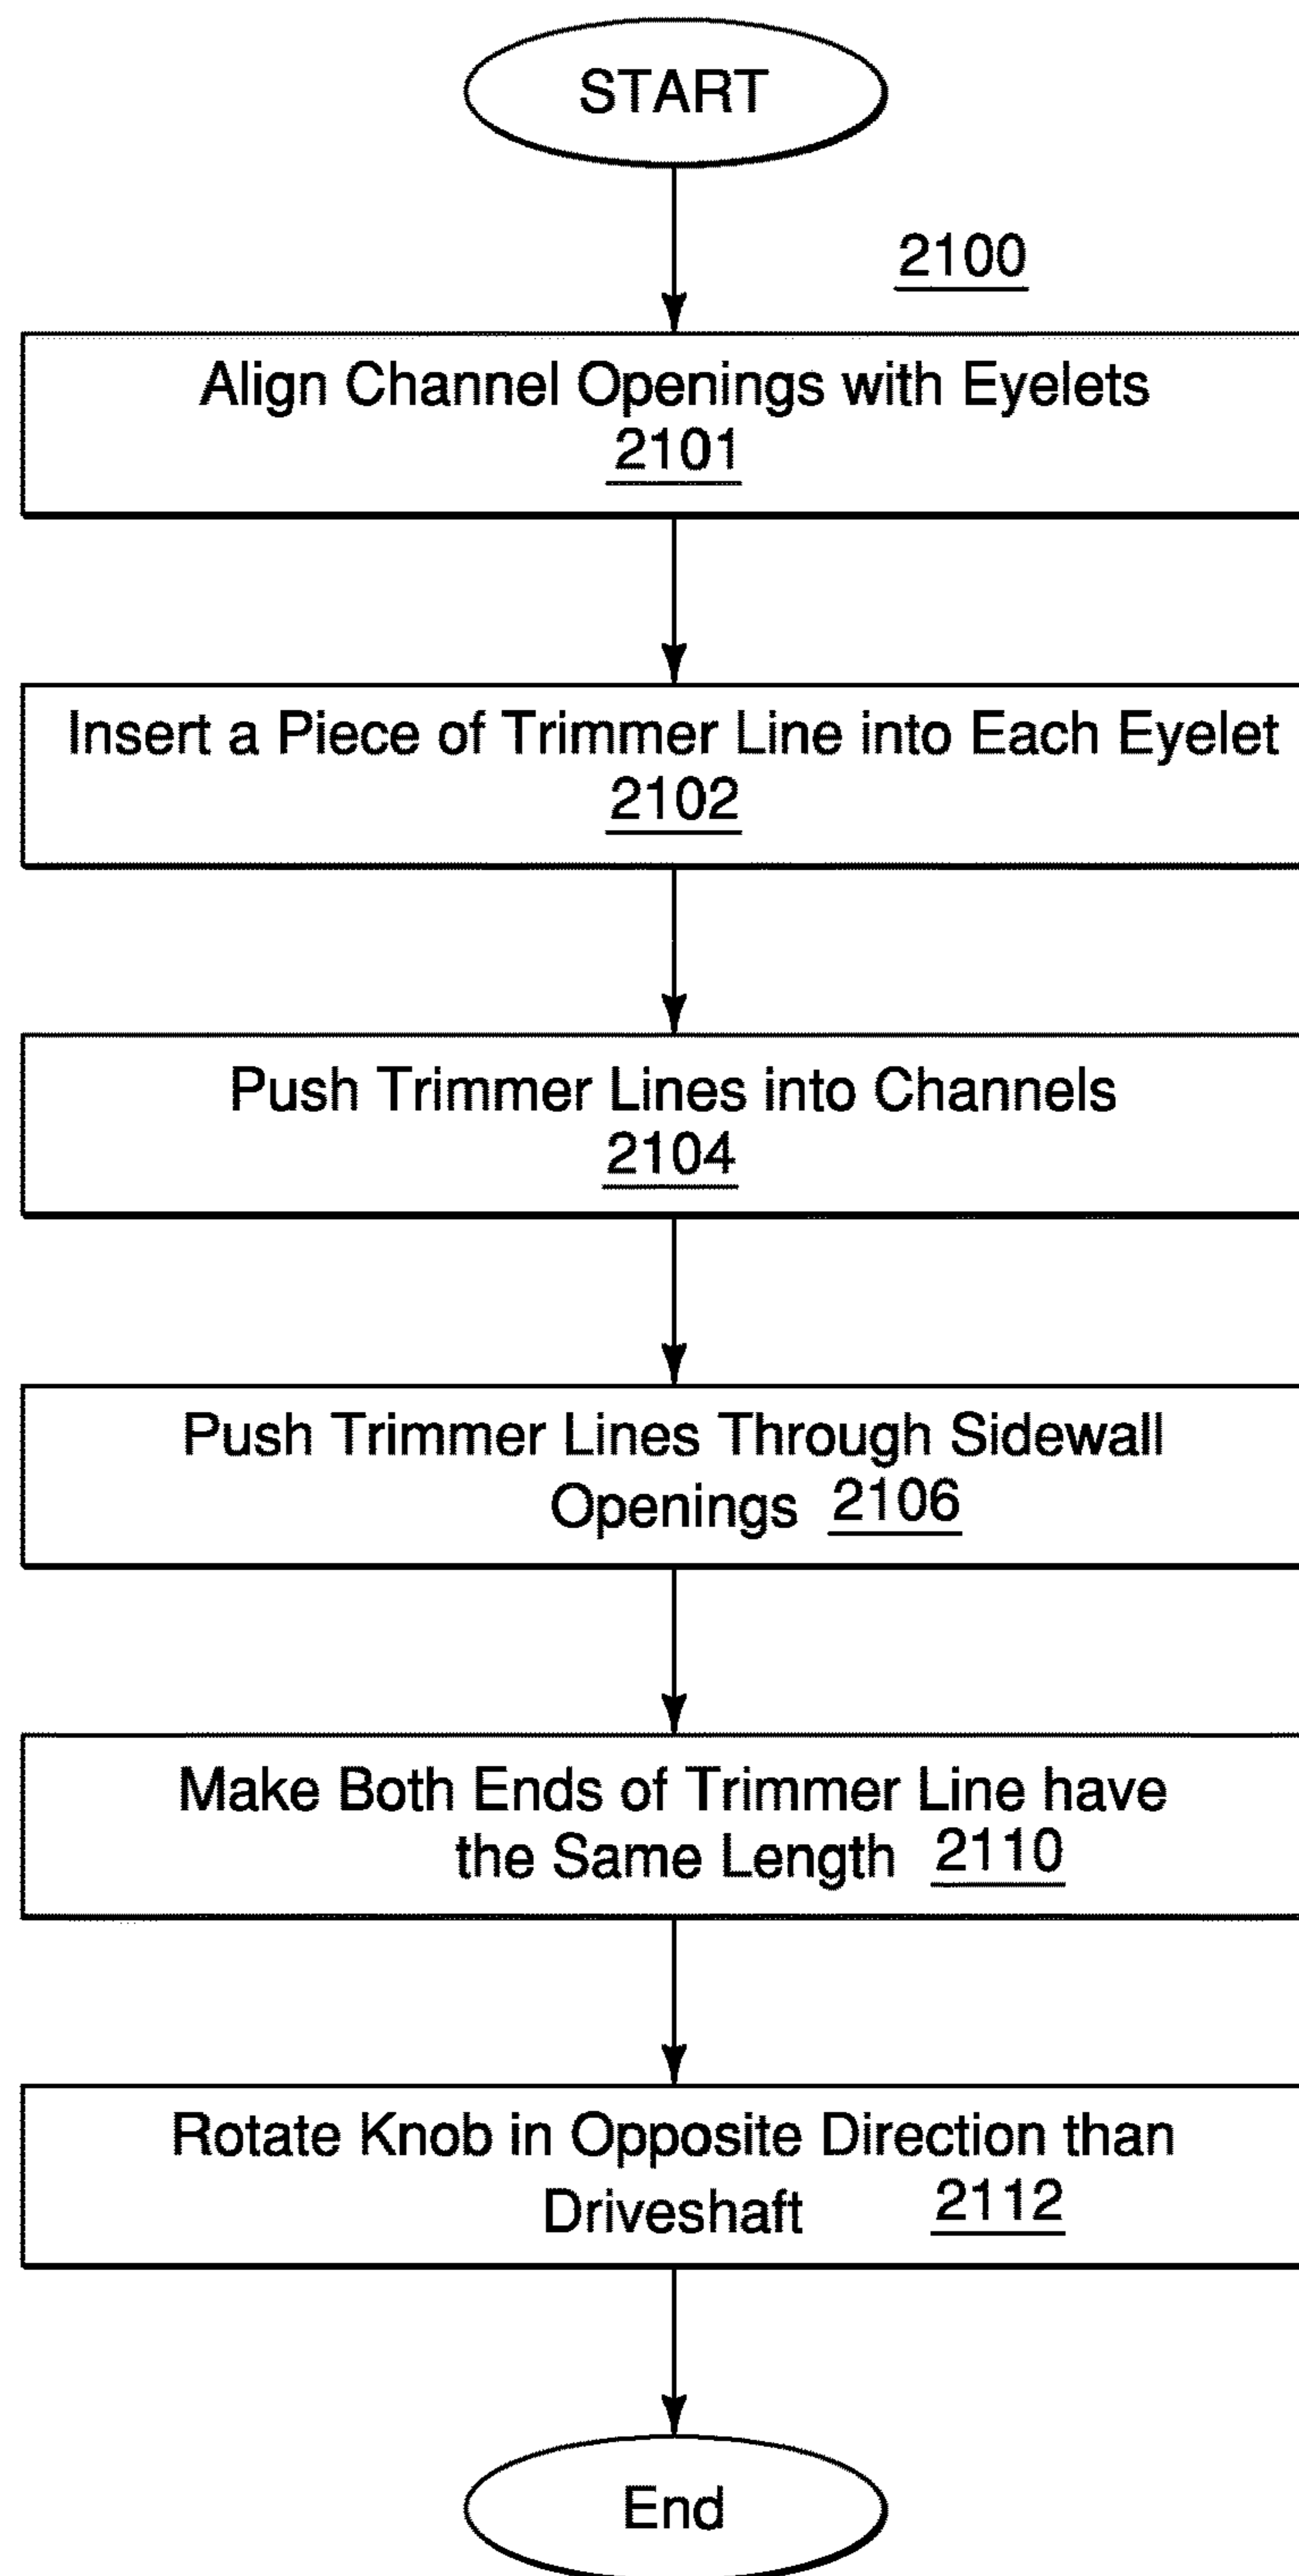 START
2100
Align Channel Openings with Eyelets
2101
Insert a Piece of Trimmer Line into Each Eyelet
2102
Push Trimmer Lines into Channels
2104
Push Trimmer Lines Through Sidewall
Openings 2106
Make Both Ends of Trimmer Line have
the Same Length 2110
Rotate Knob in Opposite Direction than
Driveshaft 2112
End